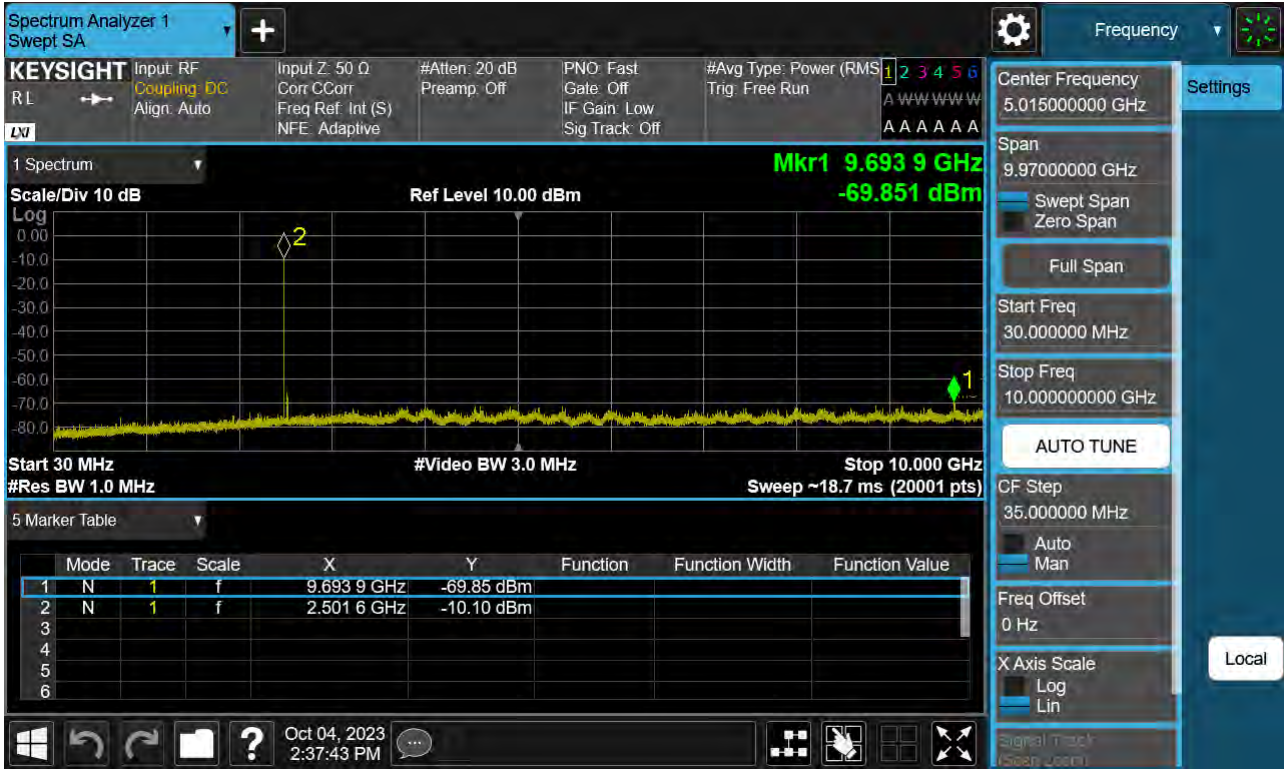 Spectrum Analyzer 1
Swept SA
+
Frequency
KEYSIGHT
RL
LXI
Input: RF
Coupling: DC
Align: Auto
Input Z: 50 Ω
Corr CCorr
Freq Ref: Int (S)
NFE: Adaptive
#Atten: 20 dB
Preamp: Off
PNO: Fast
Gate: Off
IF Gain: Low
Sig Track: Off
#Avg Type: Power (RMS
Trig: Free Run
1 2 3 4 5 6
A W W W W W
A A A A A A
1 Spectrum
Mkr1 9.693 9 GHz
Scale/Div 10 dB
Ref Level 10.00 dBm
-69.851 dBm
Log
0.00
-10.0
-20.0
-30.0
-40.0
-50.0
-60.0
-70.0
-80.0
2
1
Start 30 MHz
#Video BW 3.0 MHz
Stop 10.000 GHz
#Res BW 1.0 MHz
Sweep ~18.7 ms (20001 pts)
5 Marker Table
Mode Trace Scale X Y Function Function Width Function Value
1 N 1 f 9.693 9 GHz -69.85 dBm
2 N 1 f 2.501 6 GHz -10.10 dBm
3
4
5
6
Oct 04, 2023
2:37:43 PM
?
Center Frequency
5.015000000 GHz
Settings
Span
9.97000000 GHz
Swept Span
Zero Span
Full Span
Start Freq
30.000000 MHz
Stop Freq
10.000000000 GHz
AUTO TUNE
CF Step
35.000000 MHz
Auto
Man
Freq Offset
0 Hz
X Axis Scale
Log
Lin
Local
Signal Track
(Span Zoom)